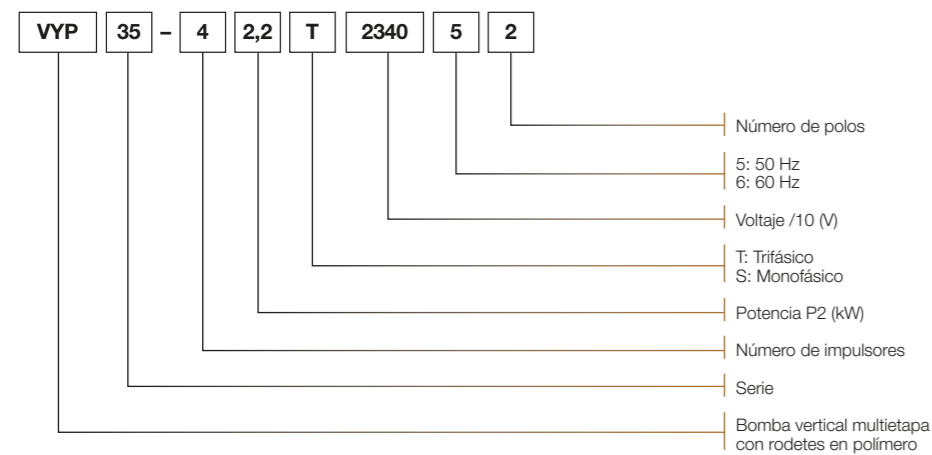 VYP 35 – 4 2,2 T 2340 5 2
Número de polos
5: 50 Hz
6: 60 Hz
Voltaje /10 (V)
T: Trifásico
S: Monofásico
Potencia P2 (kW)
Número de impulsores
Serie
Bomba vertical multietapa
con rodetes en polímero